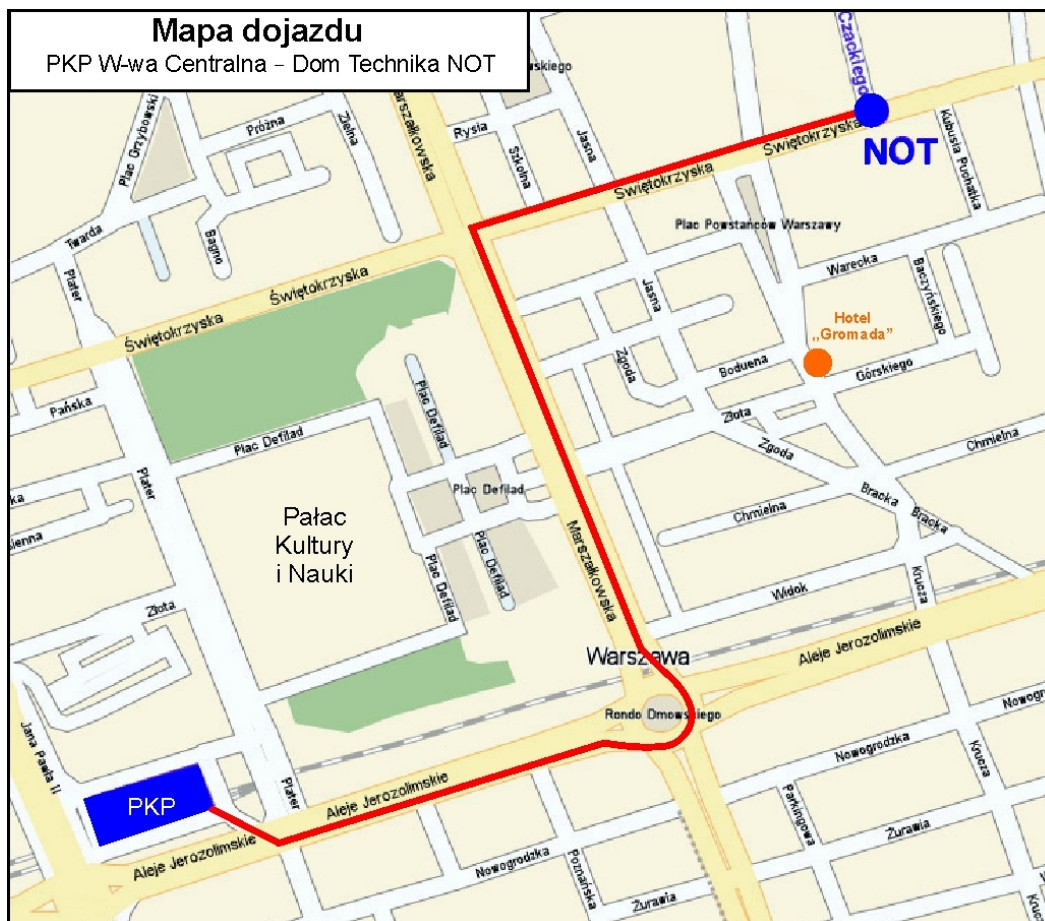 Mapa dojazdu
PKP W-wa Centralna – Dom Technika NOT
Czackiego
Plac Grzybowski
Próżna
Zielna
Marszałkowska
Rysia
Szkolna
Jasna
Świętokrzyska
Kubusia Puchatka
NOT
Świętokrzyska
Twarda
Bagno
Plater
Plac Powstańców Warszawy
Warecka
Baczyńskiego
Świętokrzyska
Świętokrzyska
Jasna
Hotel
„Gromada”
Zgoda
Boduena
Górskiego
Pańska
Plac Defilad
Plac Defilad
Złota
Zgoda
Chmielna
Plater
Plac Defilad
Bracka
Bracka
Chmielna
Pałac
Kultury
i Nauki
Plac Defilad
Plac Defilad
Marszałkowska
Krucza
Widok
Złota
Warszawa
Aleje Jerozolimskie
Rondo Dmowskiego
Nowogrodzka
Nowogrodzka
Jana Pawła II
PKP
Plater
Aleje Jerozolimskie
Krucza
Parkingowa
Żurawia
Aleje Jerozolimskie
Nowogrodzka
Poznańska
Żurawia